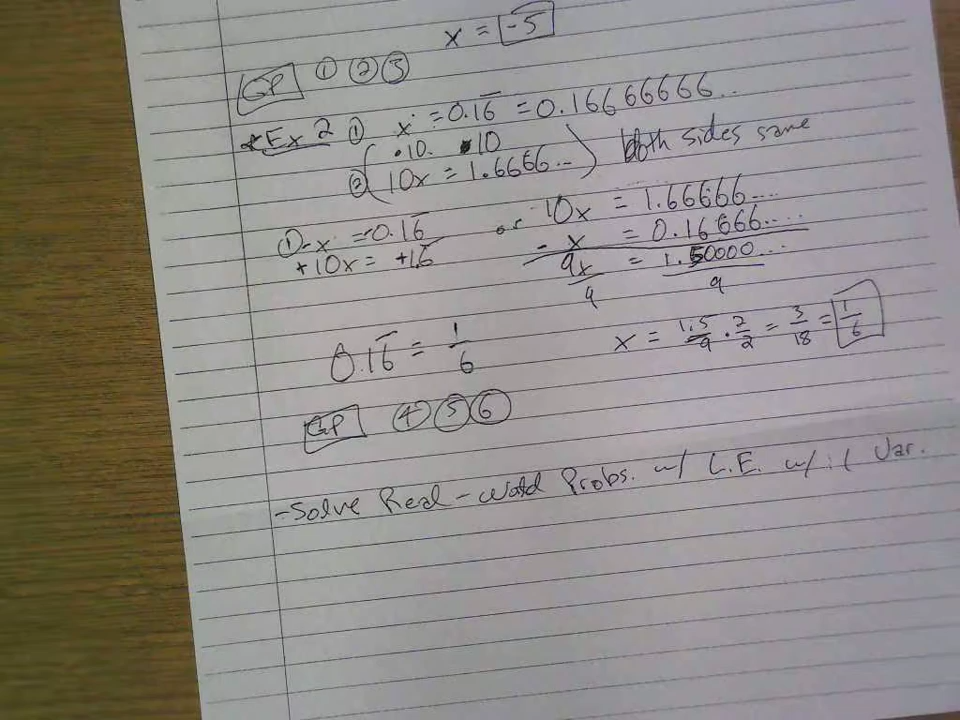 x = -5
GP ① ② ③
*Ex 2 ① x = 0.16̅ = 0.16666666..
·10. ·10
② (10x = 1.6666...) both sides same
① -x = -0.16̅ or 10x = 1.66666....
+10x = +1.6̅ - x = 0.16666....
9x = 1.50000...
9 9
0.16̅ = 1/6 x = 1.5/9 · 2/2 = 3/18 = 1/6
GP ④ ⑤ ⑥
-Solve Real-World Probs. w/ L.E. w/ 1 Var.